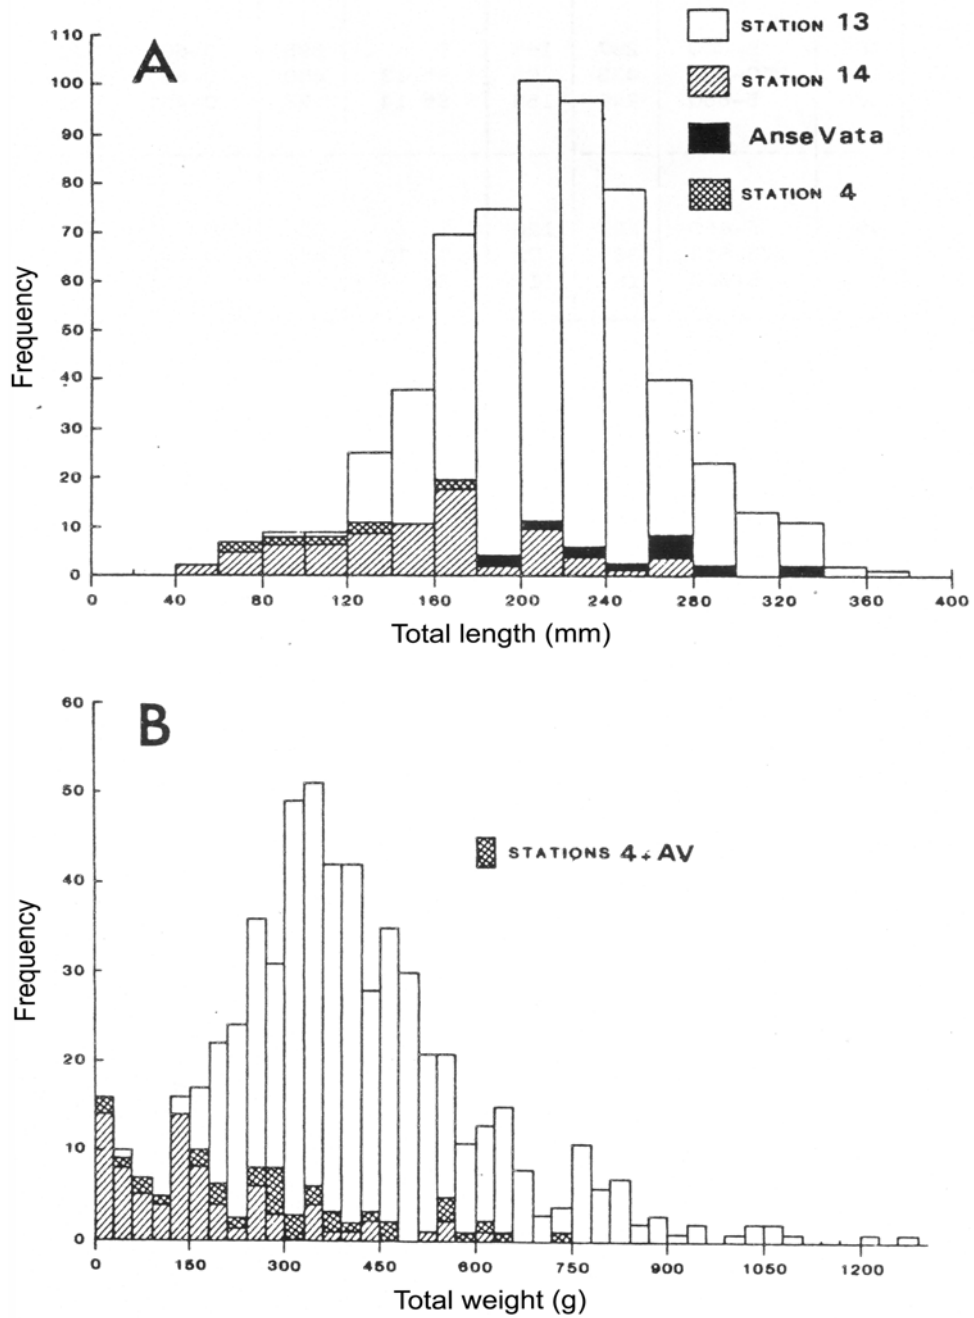 A
STATION 13
STATION 14
Anse Vata
STATION 4
Frequency
110
100
90
80
70
60
50
40
30
20
10
0
0 40 80 120 160 200 240 280 320 360 400
Total length (mm)
B
STATIONS 4+AV
Frequency
60
50
40
30
20
10
0
0 150 300 450 600 750 900 1050 1200
Total weight (g)